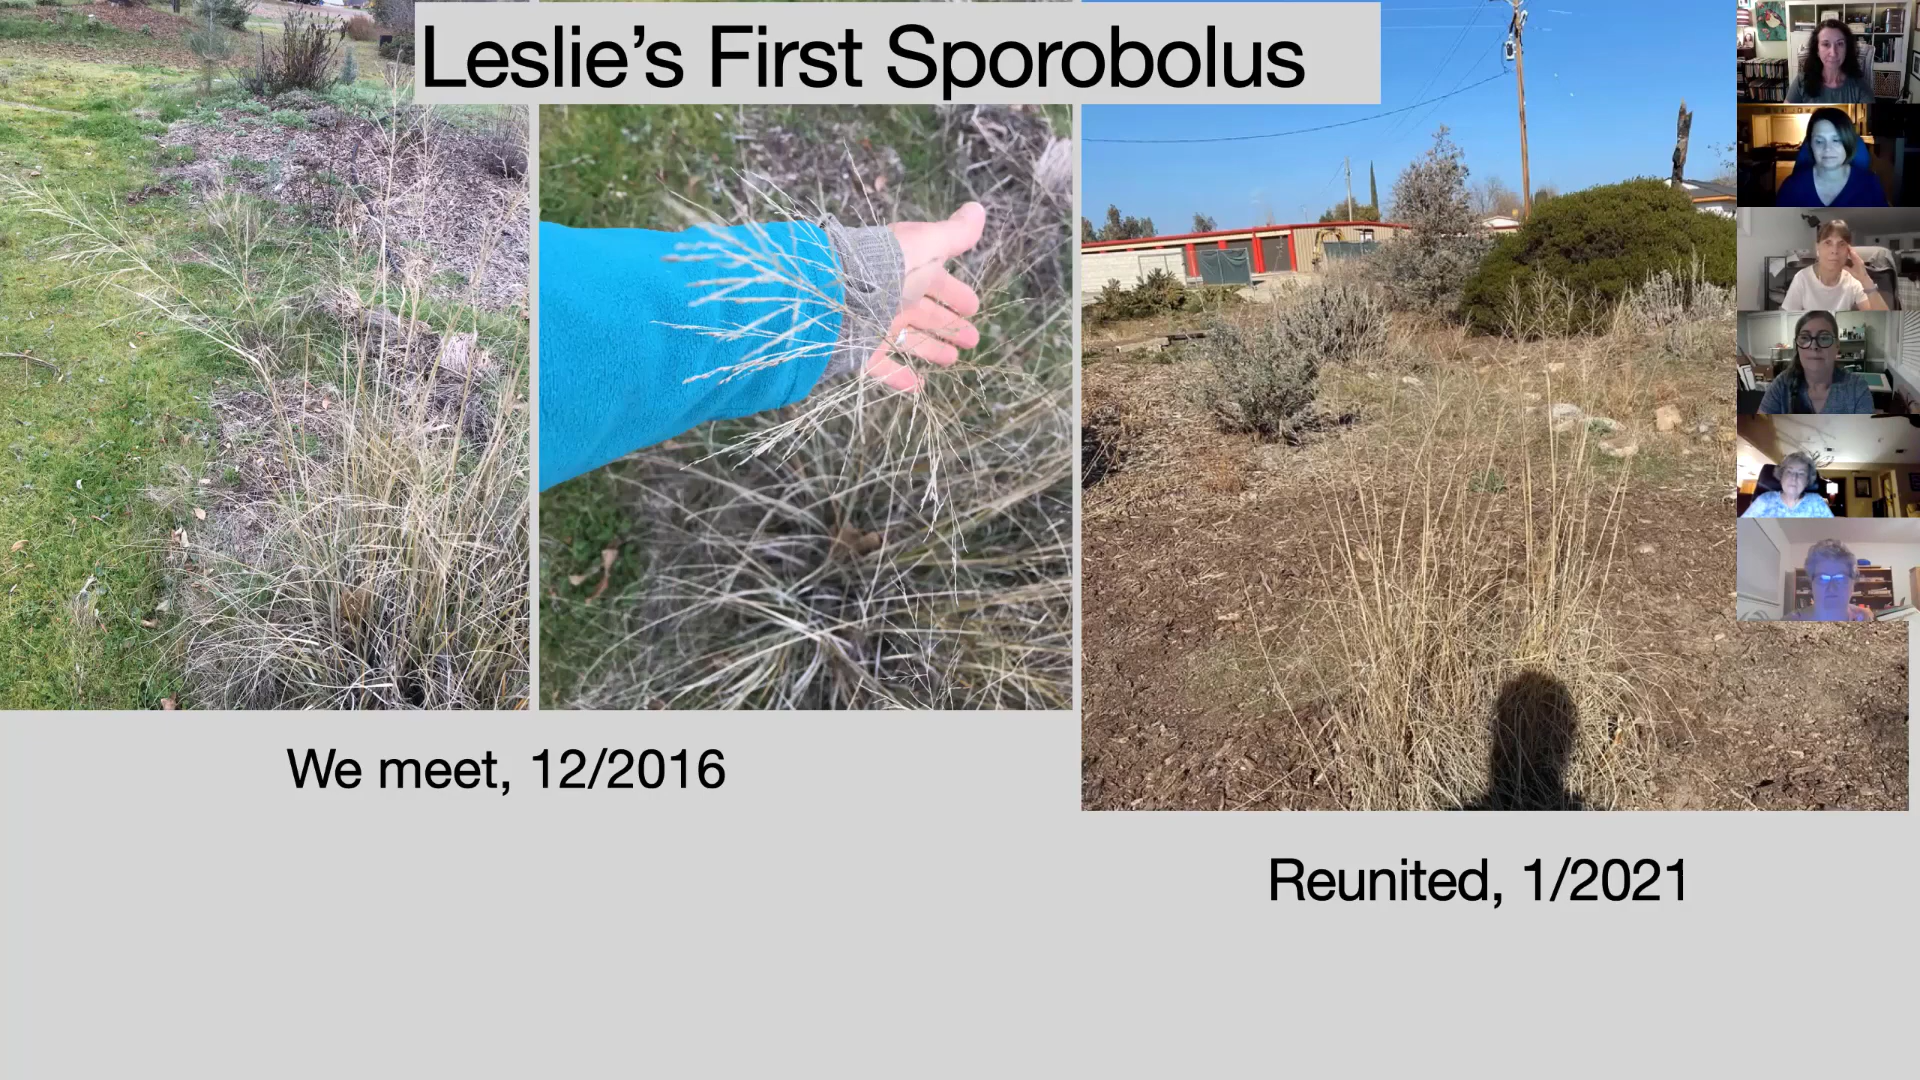 Leslie’s First Sporobolus
We meet, 12/2016
Reunited, 1/2021